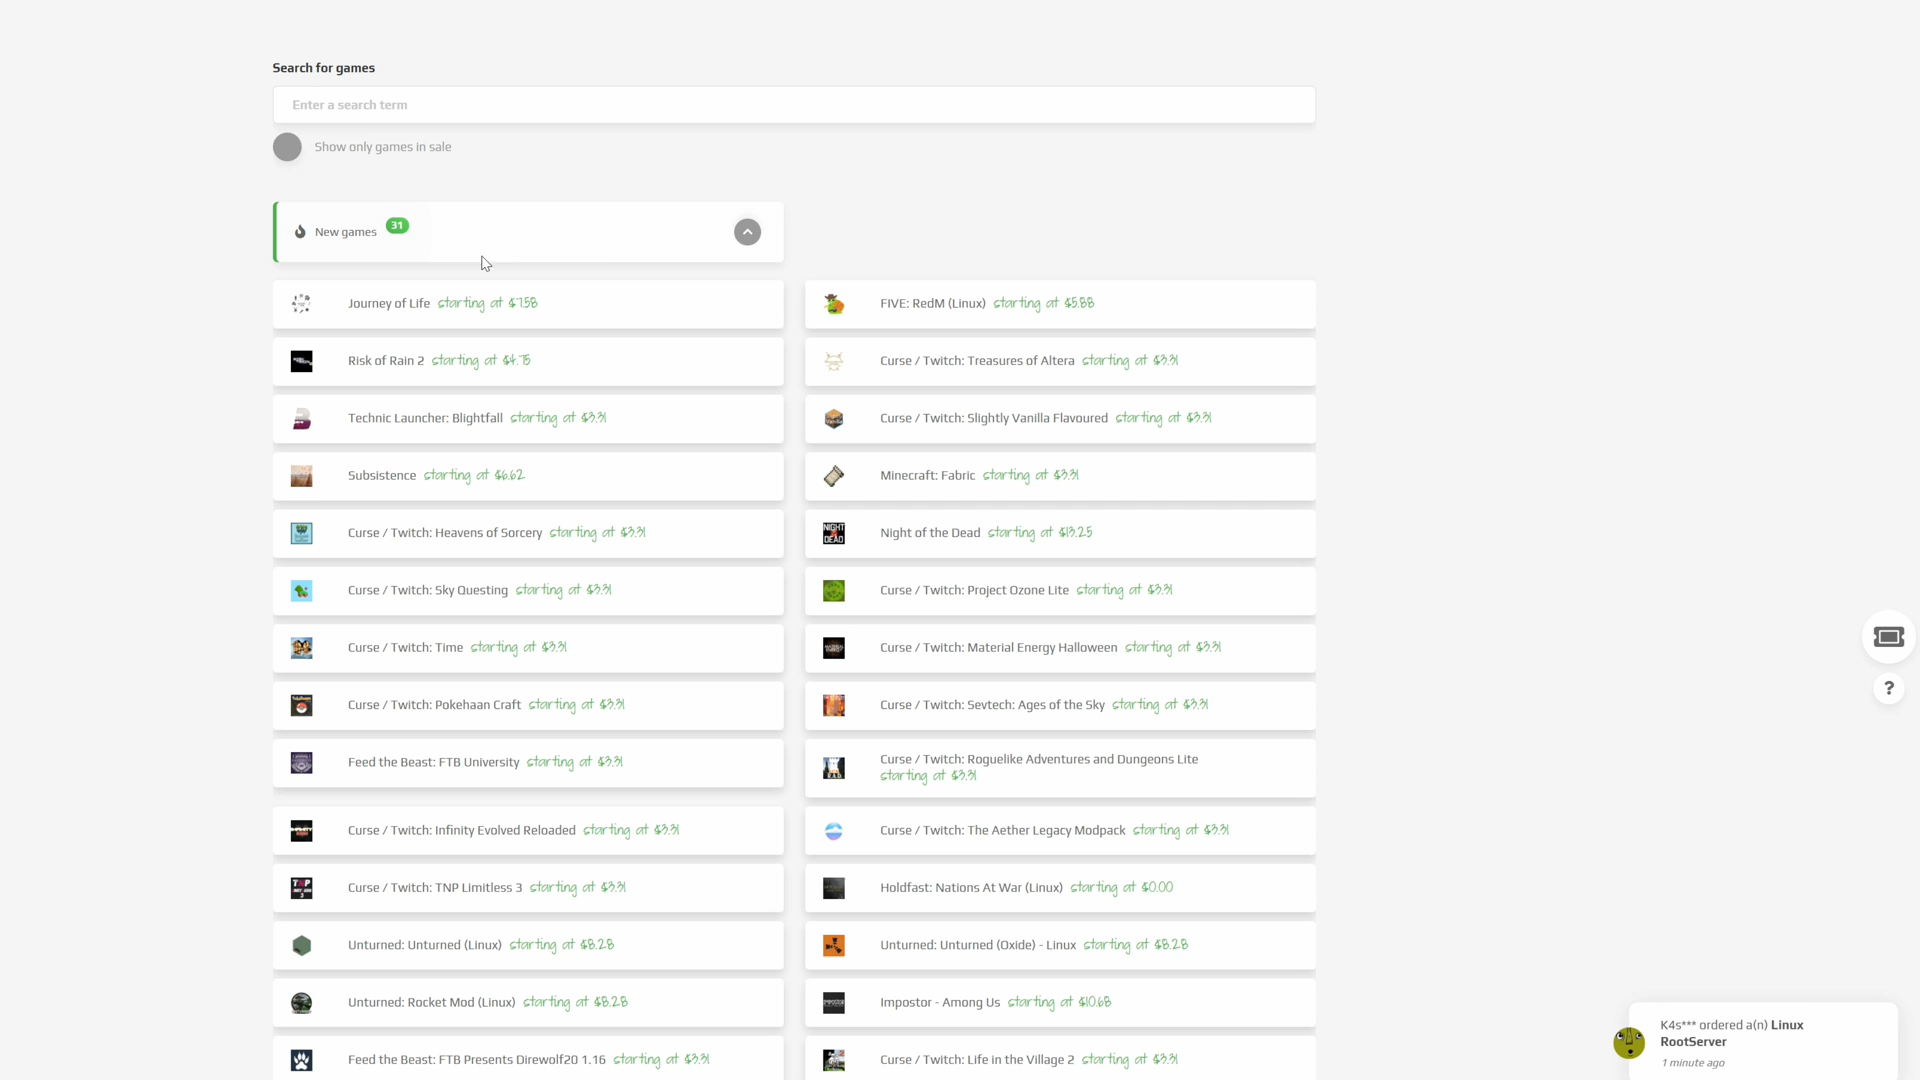 Search for games
Enter a search term
Show only games in sale
New games 31
Journey of Life starting at $7.58
FIVE: RedM (Linux) starting at $5.88
Risk of Rain 2 starting at $4.75
Curse / Twitch: Treasures of Altera starting at $3.31
Technic Launcher: Blightfall starting at $3.31
Curse / Twitch: Slightly Vanilla Flavoured starting at $3.31
Subsistence starting at $6.62
Minecraft: Fabric starting at $3.31
Curse / Twitch: Heavens of Sorcery starting at $3.31
NIGHT DEAD
Night of the Dead starting at $13.25
Curse / Twitch: Sky Questing starting at $3.31
Curse / Twitch: Project Ozone Lite starting at $3.31
Curse / Twitch: Time starting at $3.31
Curse / Twitch: Material Energy Halloween starting at $3.31
Curse / Twitch: Pokehaan Craft starting at $3.31
Curse / Twitch: Sevtech: Ages of the Sky starting at $3.31
Feed the Beast: FTB University starting at $3.31
Curse / Twitch: Roguelike Adventures and Dungeons Lite
starting at $3.31
Curse / Twitch: Infinity Evolved Reloaded starting at $3.31
Curse / Twitch: The Aether Legacy Modpack starting at $3.31
Curse / Twitch: TNP Limitless 3 starting at $3.31
Holdfast: Nations At War (Linux) starting at $0.00
Unturned: Unturned (Linux) starting at $8.28
Unturned: Unturned (Oxide) - Linux starting at $8.28
Unturned: Rocket Mod (Linux) starting at $8.28
Impostor - Among Us starting at $10.68
Feed the Beast: FTB Presents Direwolf20 1.16 starting at $3.31
Curse / Twitch: Life in the Village 2 starting at $3.31
?
K4s*** ordered a(n) Linux
RootServer
1 minute ago